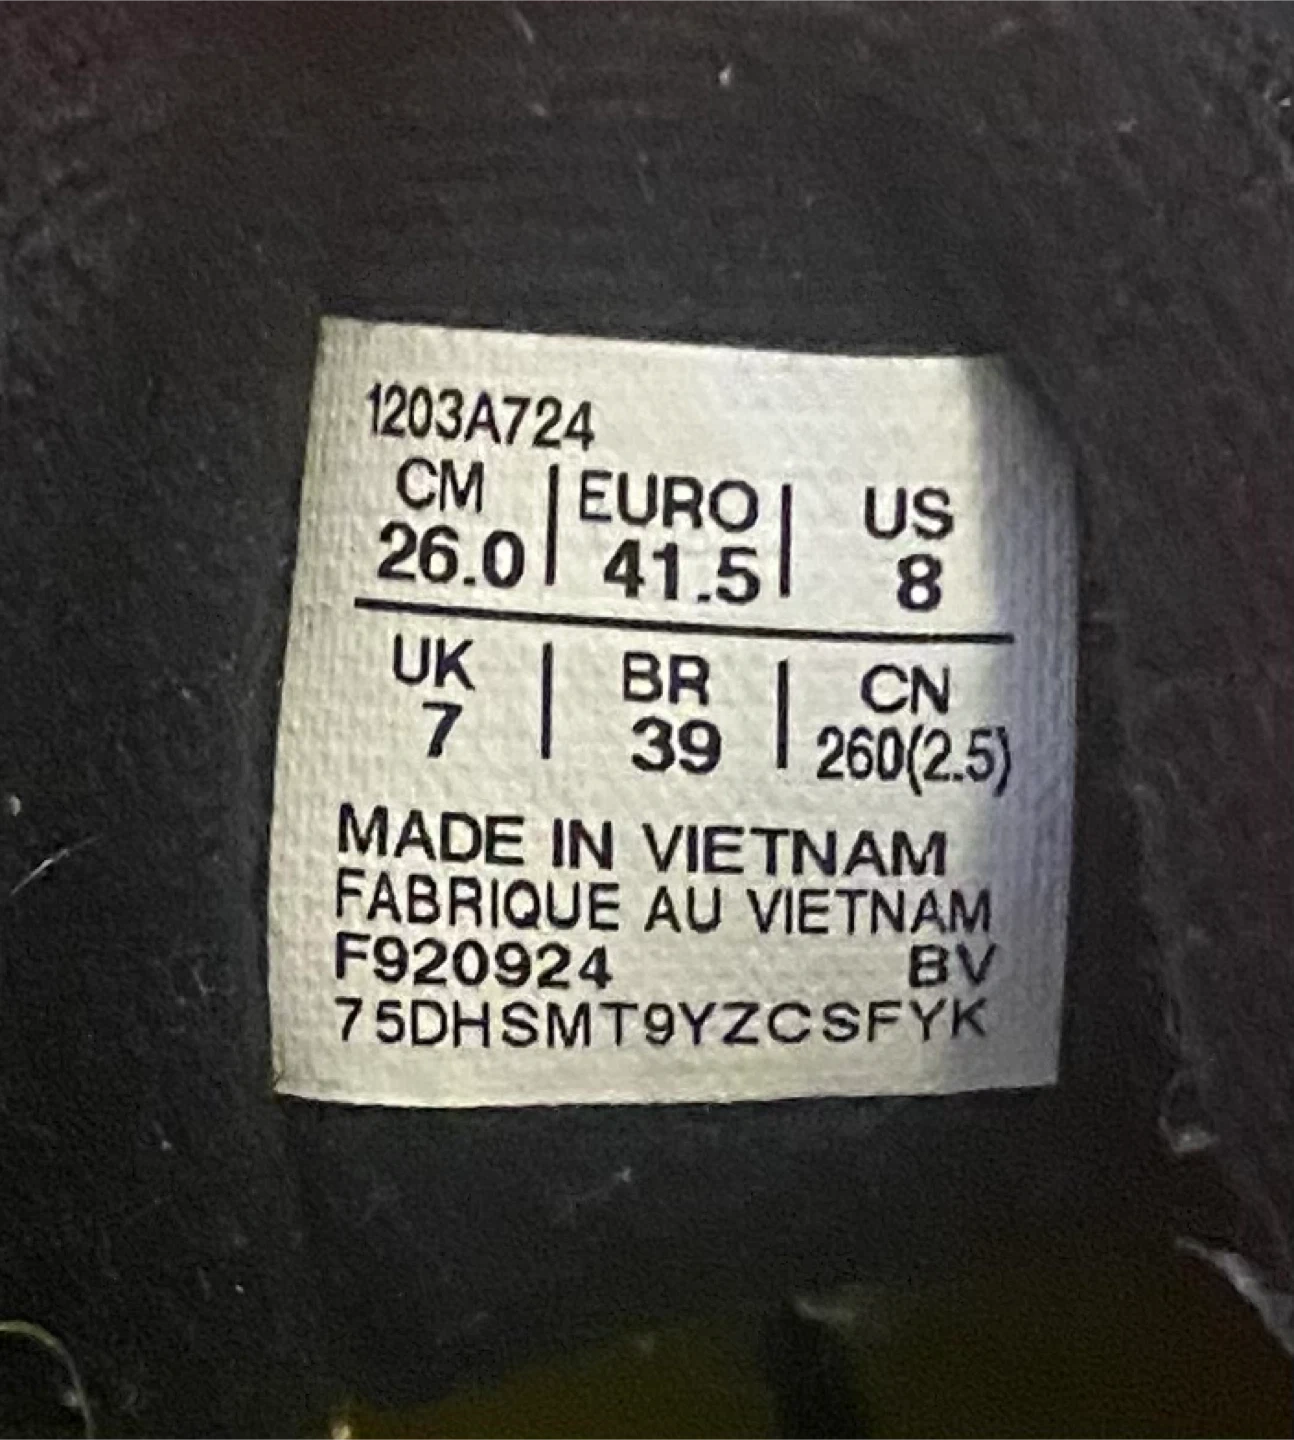 1203A724
CM | EURO | US
26.0 | 41.5 | 8
UK | BR | CN
7 | 39 | 260(2.5)
MADE IN VIETNAM
FABRIQUE AU VIETNAM
F920924 BV
75DHSMT9YZCSFYK